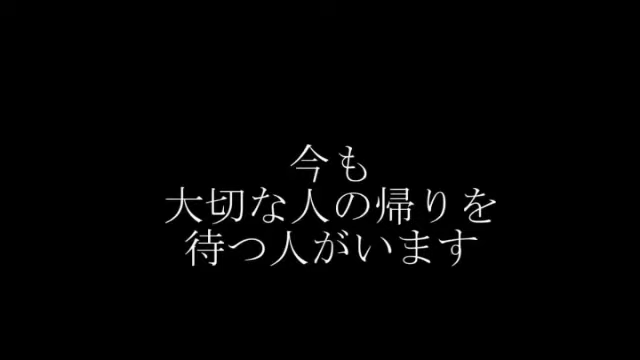 今も
大切な人の帰りを
待つ人がいます